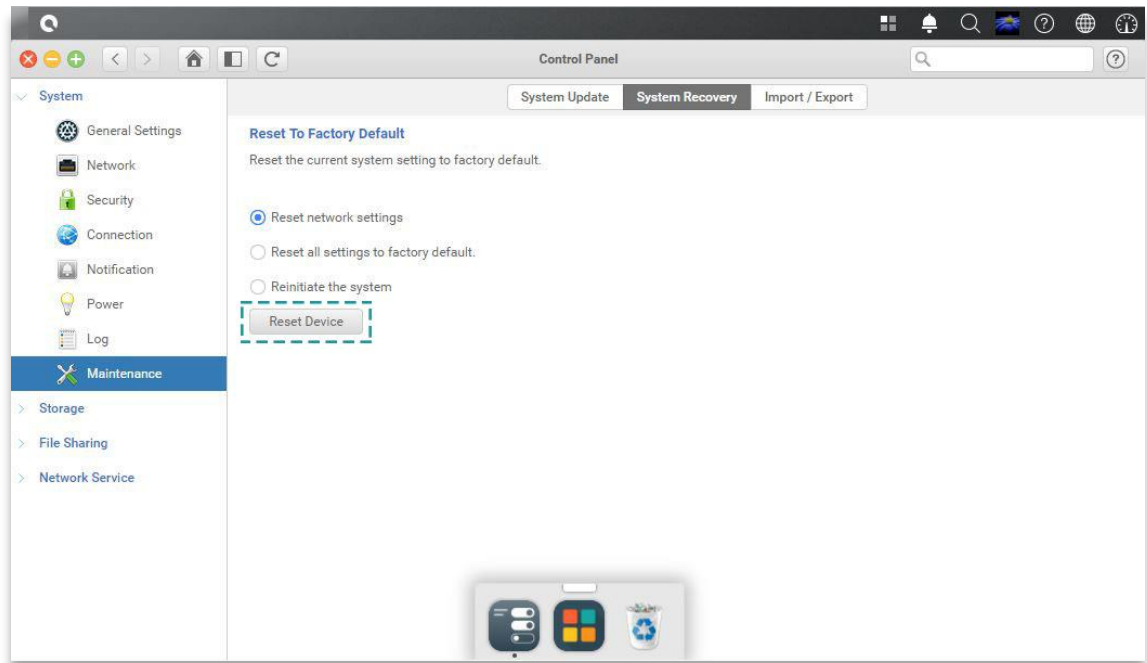 Control Panel
System
General Settings
Network
Security
Connection
Notification
Power
Log
Maintenance
Storage
File Sharing
Network Service
System Update
System Recovery
Import / Export
Reset To Factory Default
Reset the current system setting to factory default.
Reset network settings
Reset all settings to factory default.
Reinitiate the system
Reset Device